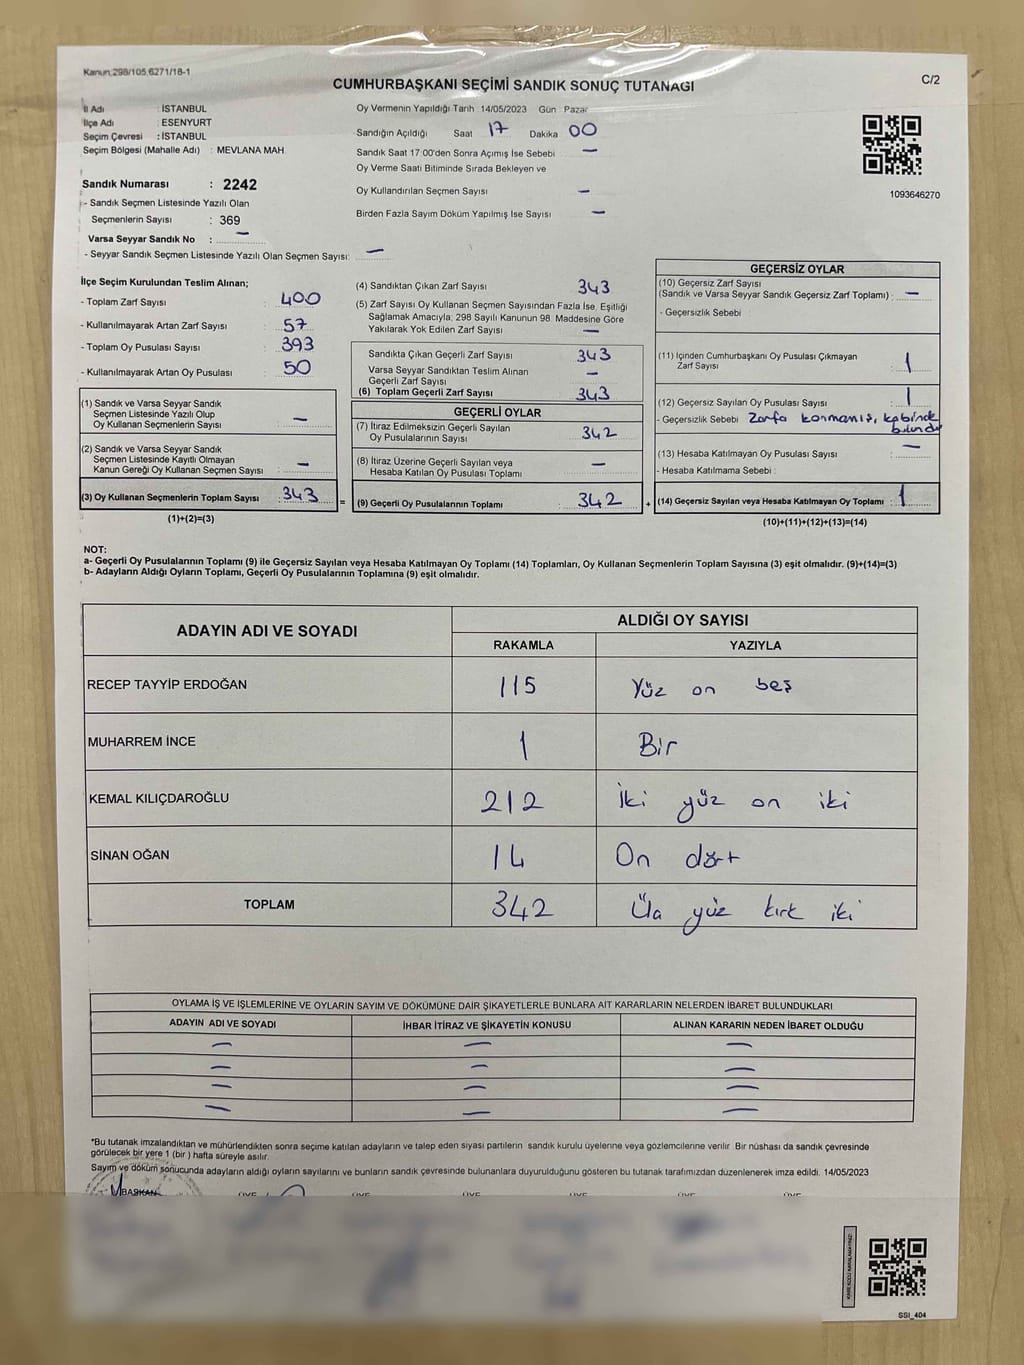 Kanun:298/105,6271/18-1
C/2
CUMHURBAŞKANI SEÇİMİ SANDIK SONUÇ TUTANAĞI
İl Adı : İSTANBUL
İlçe Adı : ESENYURT
Seçim Çevresi : İSTANBUL
Seçim Bölgesi (Mahalle Adı) : MEVLANA MAH.
Sandık Numarası : 2242
- Sandık Seçmen Listesinde Yazılı Olan
Seçmenlerin Sayısı : 369
Varsa Seyyar Sandık No : —
- Seyyar Sandık Seçmen Listesinde Yazılı Olan Seçmen Sayısı: —
Oy Vermenin Yapıldığı Tarih 14/05/2023 Gün Pazar
Sandığın Açıldığı Saat 17 Dakika 00
Sandık Saat 17:00'den Sonra Açımış İse Sebebi —
Oy Verme Saati Bitiminde Sırada Bekleyen ve
Oy Kullandırılan Seçmen Sayısı —
Birden Fazla Sayım Döküm Yapılmış İse Sayısı —
1093646270
İlçe Seçim Kurulundan Teslim Alınan;
- Toplam Zarf Sayısı : 400
- Kullanılmayarak Artan Zarf Sayısı : 57
- Toplam Oy Pusulası Sayısı : 393
- Kullanılmayarak Artan Oy Pusulası : 50
(1) Sandık ve Varsa Seyyar Sandık
Seçmen Listesinde Yazılı Olup
Oy Kullanan Seçmenlerin Sayısı : —
(2) Sandık ve Varsa Seyyar Sandık
Seçmen Listesinde Kayıtlı Olmayan
Kanun Gereği Oy Kullanan Seçmen Sayısı : —
(3) Oy Kullanan Seçmenlerin Toplam Sayısı : 343
(1)+(2)=(3)
=
(4) Sandıktan Çıkan Zarf Sayısı : 343
(5) Zarf Sayısı Oy Kullanan Seçmen Sayısından Fazla İse, Eşitliği
Sağlamak Amacıyla, 298 Sayılı Kanunun 98. Maddesine Göre
Yakılarak Yok Edilen Zarf Sayısı : —
Sandıkta Çıkan Geçerli Zarf Sayısı : 343
Varsa Seyyar Sandıktan Teslim Alınan
Geçerli Zarf Sayısı : —
(6) Toplam Geçerli Zarf Sayısı : 343
GEÇERLİ OYLAR
(7) İtiraz Edilmeksizin Geçerli Sayılan
Oy Pusulalarının Sayısı : 342
(8) İtiraz Üzerine Geçerli Sayılan veya
Hesaba Katılan Oy Pusulası Toplamı : —
(9) Geçerli Oy Pusulalarının Toplamı : 342
+
GEÇERSİZ OYLAR
(10) Geçersiz Zarf Sayısı
(Sandık ve Varsa Seyyar Sandık Geçersiz Zarf Toplamı) : —
- Geçersizlik Sebebi :
(11) İçinden Cumhurbaşkanı Oy Pusulası Çıkmayan
Zarf Sayısı : 1
(12) Geçersiz Sayılan Oy Pusulası Sayısı : 1
- Geçersizlik Sebebi Zarfa konmamış, kabinde
bulundu
(13) Hesaba Katılmayan Oy Pusulası Sayısı : —
- Hesaba Katılmama Sebebi :
(14) Geçersiz Sayılan veya Hesaba Katılmayan Oy Toplamı : 1
(10)+(11)+(12)+(13)=(14)
NOT:
a- Geçerli Oy Pusulalarının Toplamı (9) ile Geçersiz Sayılan veya Hesaba Katılmayan Oy Toplamı (14) Toplamları, Oy Kullanan Seçmenlerin Toplam Sayısına (3) eşit olmalıdır. (9)+(14)=(3)
b- Adayların Aldığı Oyların Toplamı, Geçerli Oy Pusulalarının Toplamına (9) eşit olmalıdır.
ADAYIN ADI VE SOYADI
ALDIĞI OY SAYISI
RAKAMLA YAZIYLA
RECEP TAYYİP ERDOĞAN 115 Yüz on beş
MUHARREM İNCE 1 Bir
KEMAL KILIÇDAROĞLU 212 İki yüz on iki
SİNAN OĞAN 14 On dört
TOPLAM 342 Üç yüz kırk iki
OYLAMA İŞ VE İŞLEMLERİNE VE OYLARIN SAYIM VE DÖKÜMÜNE DAİR ŞİKAYETLERLE BUNLARA AİT KARARLARIN NELERDEN İBARET BULUNDUKLARI
ADAYIN ADI VE SOYADI İHBAR İTİRAZ VE ŞİKAYETİN KONUSU ALINAN KARARIN NEDEN İBARET OLDUĞU
— — —
— — —
— — —
— — —
*Bu tutanak imzalandıktan ve mühürlendikten sonra seçime katılan adayların ve talep eden siyasi partilerin sandık kurulu üyelerine veya gözlemcilerine verilir. Bir nüshası da sandık çevresinde
görülecek bir yere 1 (bir ) hafta süreyle asılır.
Sayım ve döküm sonucunda adayların aldığı oyların sayılarını ve bunların sandık çevresinde bulunanlara duyurulduğunu gösteren bu tutanak tarafımızdan düzenlenerek imza edildi. 14/05/2023
BAŞKAN ÜYE ÜYE ÜYE ÜYE ÜYE ÜYE
SSI_404